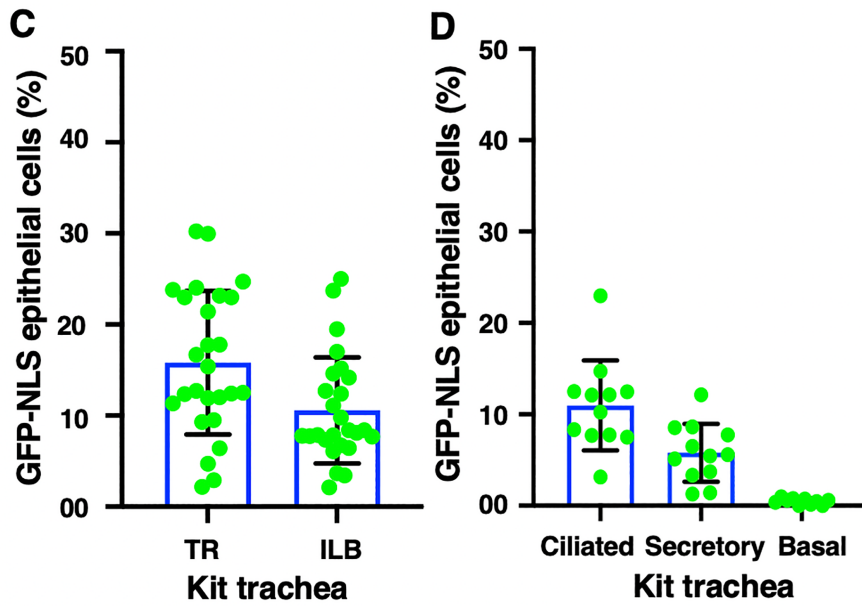 C
GFP-NLS epithelial cells (%)
50
40
30
20
10
00
TR ILB
Kit trachea
D
GFP-NLS epithelial cells (%)
50
40
30
20
10
00
Ciliated Secretory Basal
Kit trachea